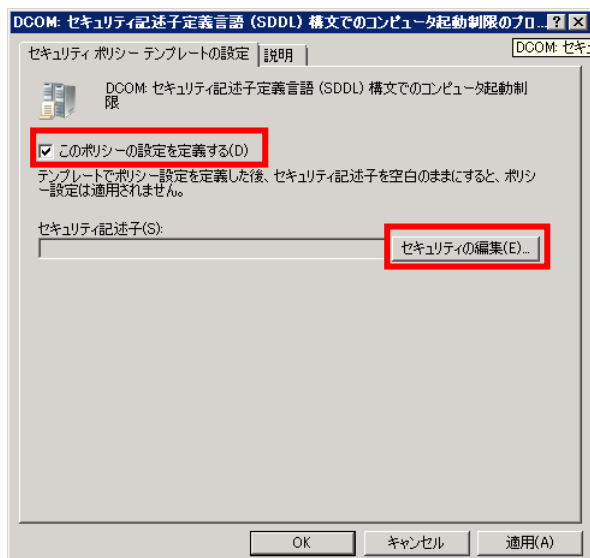 DCOM: セキュリティ記述子定義言語 (SDDL) 構文でのコンピュータ起動制限のプロ...
セキュリティ ポリシー テンプレートの設定 説明
DCOM: セキ
DCOM: セキュリティ記述子定義言語 (SDDL) 構文でのコンピュータ起動制
限
このポリシーの設定を定義する(D)
テンプレートでポリシー設定を定義した後、セキュリティ記述子を空白のままにすると、ポリシ
ー設定は適用されません。
セキュリティ記述子(S):
セキュリティの編集(E)...
OK キャンセル 適用(A)